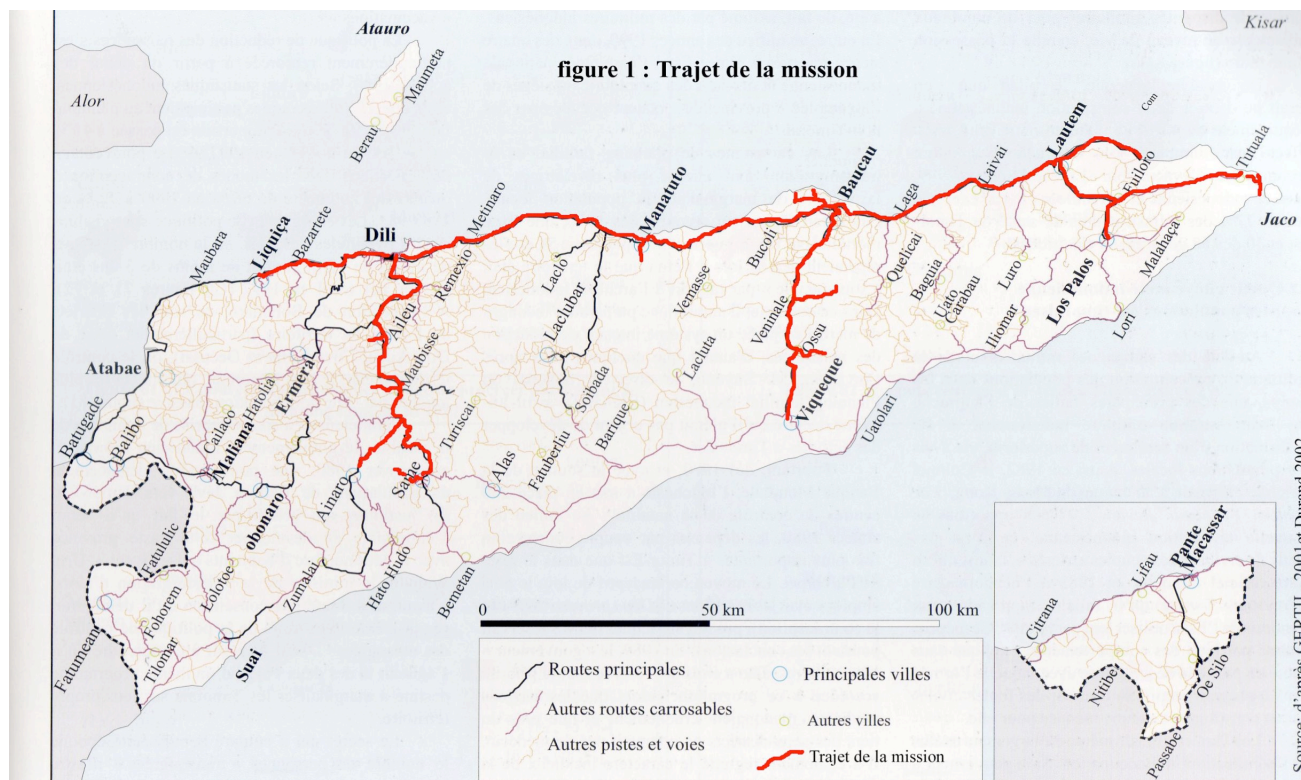 Atauro
Kisar
figure 1 : Trajet de la mission
Alor
Maumeta
Berau
Com
Lautem
Tutuala
Fuiloro
Jaco
Baucau
Laivai
Laga
Manatuto
Metinaro
Dili
Bazartete
Liquiça
Maubara
Remexio
Laclo
Bucoli
Quelicai
Baguia
Luro
Malahaça
Los Palos
Lori
Iliomar
Uato
Carabau
Vemasse
Veninale
Ossu
Laclubar
Aileu
Maubisse
Lacluta
Viqueque
Uatolari
Soibada
Barique
Turiscai
Fatuberliu
Alas
Same
Ainaro
Ermeral
Hatolia
Cailaco
Maliana
Atabae
Batugade
Balibo
obonaro
Fatululic
Lolotoe
Zumalai
Hato Hudo
Bemetan
Fohorem
Fatumean
Tilomar
Suai
0
50 km
100 km
Routes principales
Autres routes carrosables
Autres pistes et voies
Principales villes
Autres villes
Trajet de la mission
Pante
Macassar
Lifau
Citrana
Nitibe
Oe Silo
Passabe
Sources d'après GERTIL, 2001et Durand 2002